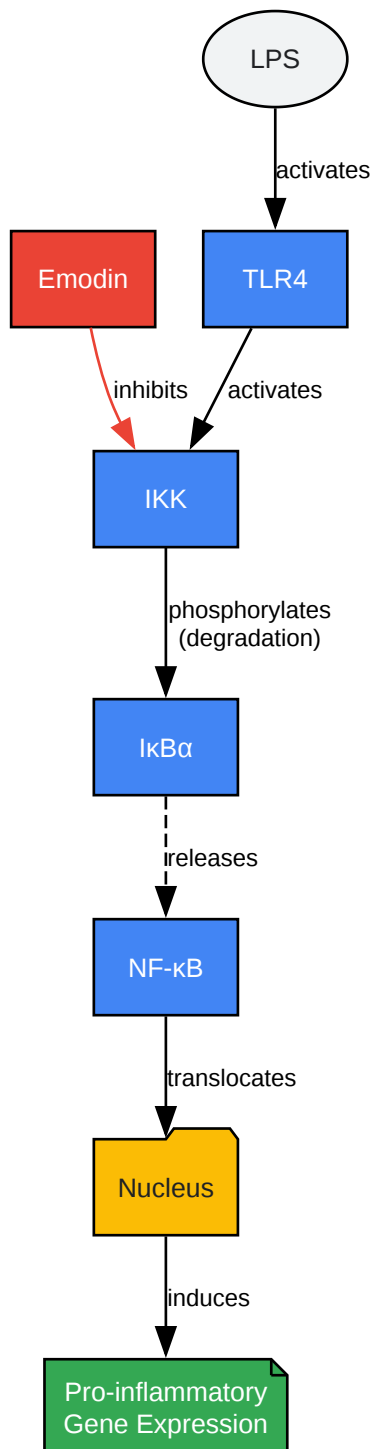 LPS
activates
Emodin
TLR4
inhibits
activates
IKK
phosphorylates
(degradation)
IκBα
releases
NF-κB
translocates
Nucleus
induces
Pro-inflammatory
Gene Expression